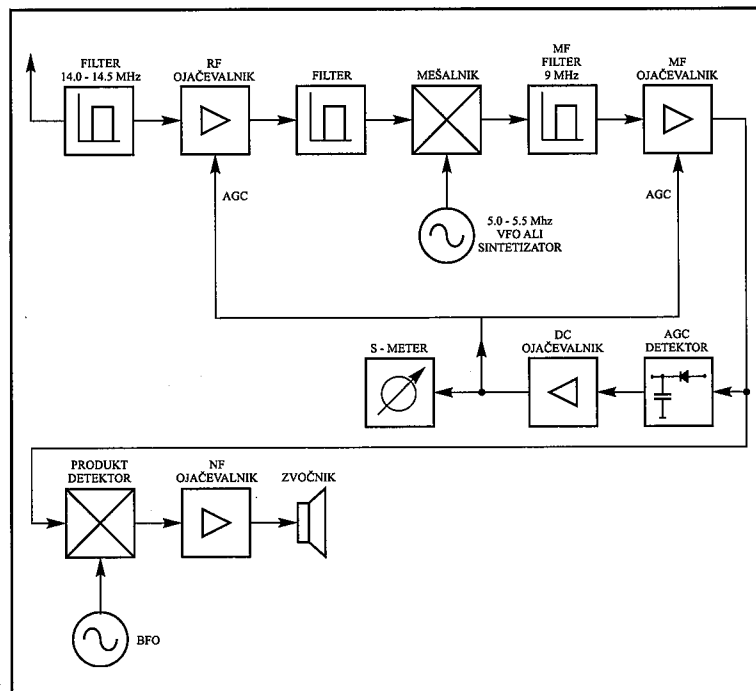 FILTER
14.0 - 14.5 MHz
RF
OJAČEVALNIK
FILTER
MEŠALNIK
MF
FILTER
9 MHz
MF
OJAČEVALNIK
AGC
AGC
5.0 - 5.5 Mhz
VFO ALI
SINTETIZATOR
S - METER
DC
OJAČEVALNIK
AGC
DETEKTOR
PRODUKT
DETEKTOR
NF
OJAČEVALNIK
ZVOČNIK
BFO